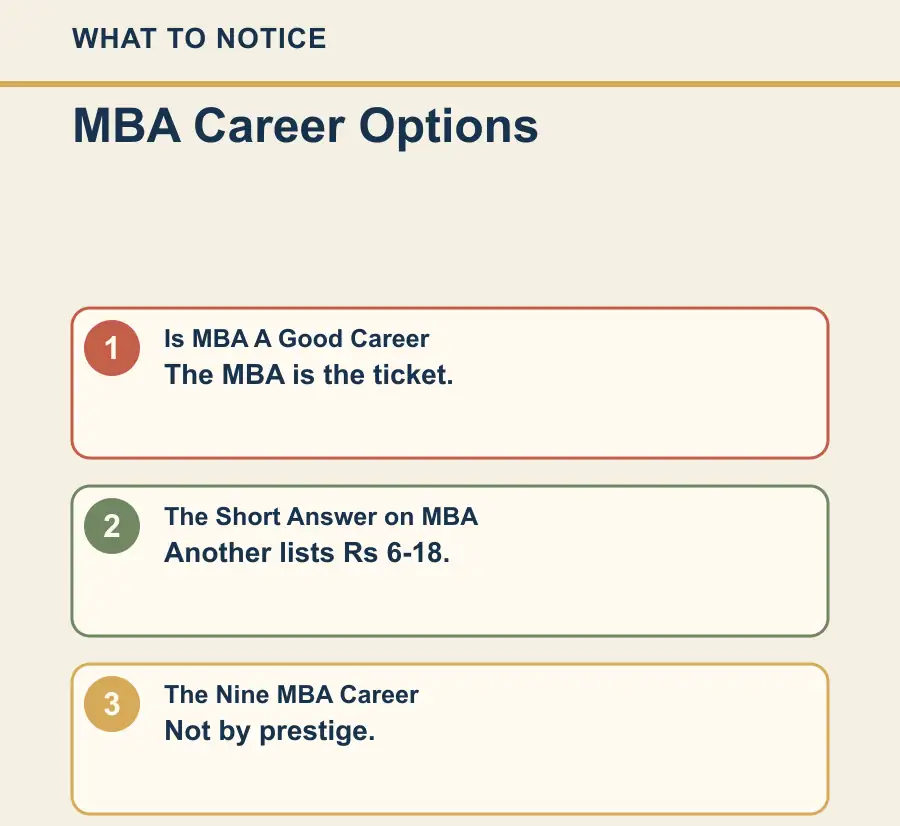 WHAT TO NOTICE
MBA Career Options
1
Is MBA A Good Career
The MBA is the ticket.
2
The Short Answer on MBA
Another lists Rs 6-18.
3
The Nine MBA Career
Not by prestige.